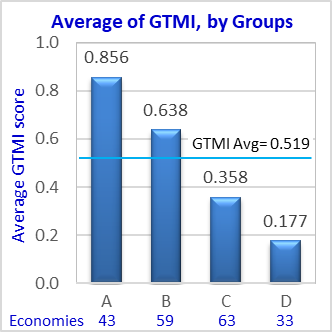 Average of GTMI, by Groups
Average GTMI score
1.0
0.8
0.6
0.4
0.2
0.0
0.856
0.638
GTMI Avg= 0.519
0.358
0.177
A B C D
Economies 43 59 63 33